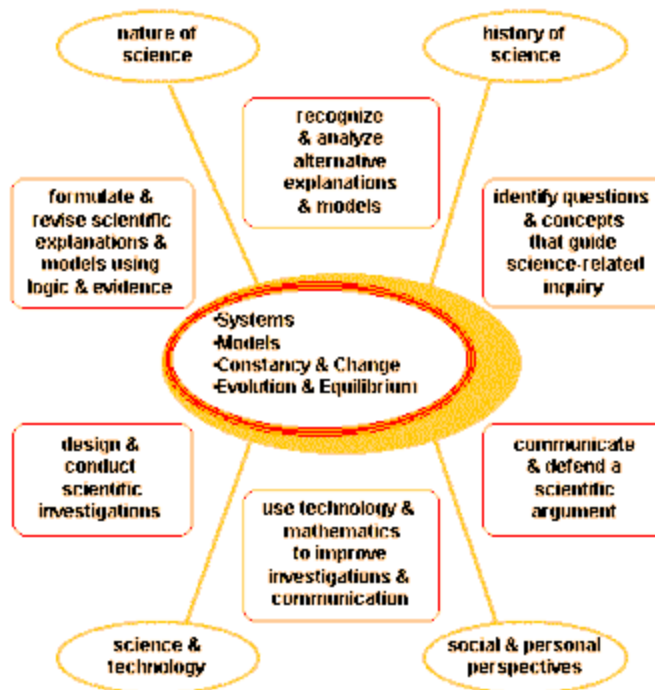 nature of
science
history of
science
recognize
& analyze
alternative
explanations
& models
formulate &
revise scientific
explanations &
models using
logic & evidence
identify questions
& concepts
that guide
science-related
inquiry
•Systems
•Models
•Constancy & Change
•Evolution & Equilibrium
design &
conduct
scientific
investigations
use technology &
mathematics
to improve
investigations &
communication
communicate
& defend a
scientific
argument
science &
technology
social & personal
perspectives